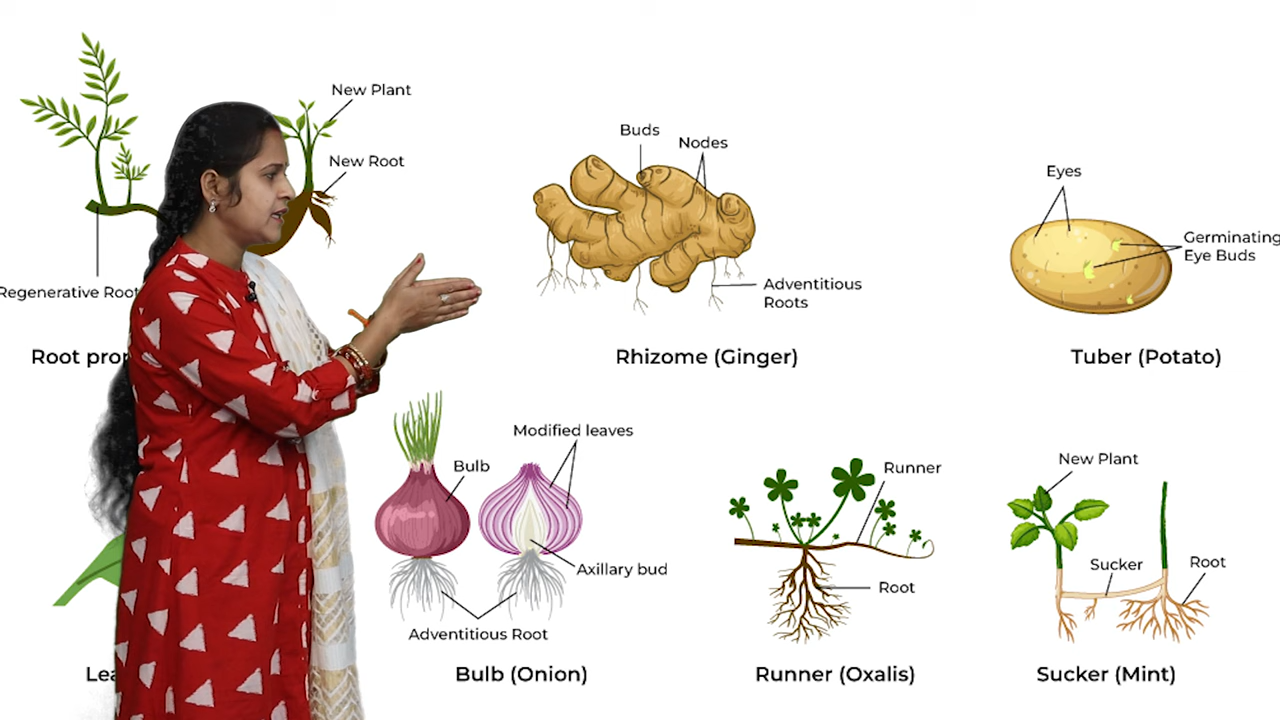 New Plant
New Root
Regenerative Root
Root
Buds
Nodes
Adventitious
Roots
Rhizome (Ginger)
Eyes
Germinating
Eye Buds
Tuber (Potato)
Bulb
Modified leaves
Axillary bud
Adventitious Root
Bulb (Onion)
Runner
Root
Runner (Oxalis)
New Plant
Sucker
Root
Sucker (Mint)